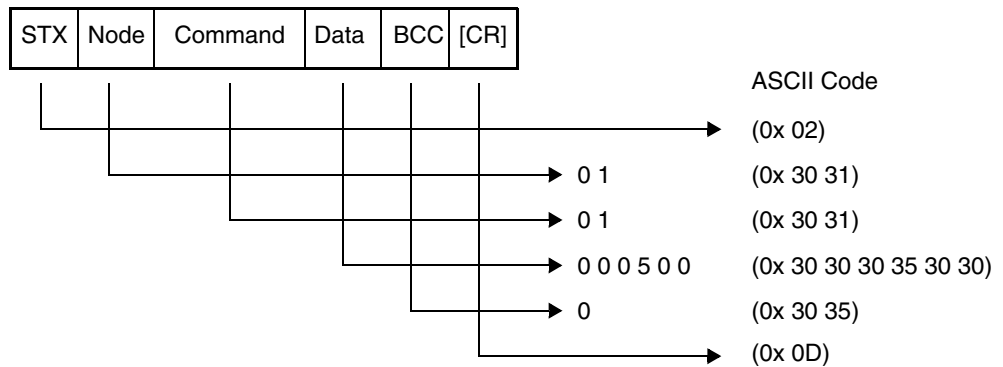 STX Node Command Data BCC [CR]
ASCII Code
(0x 02)
0 1 (0x 30 31)
0 1 (0x 30 31)
0 0 0 5 0 0 (0x 30 30 30 35 30 30)
0 (0x 30 35)
(0x 0D)